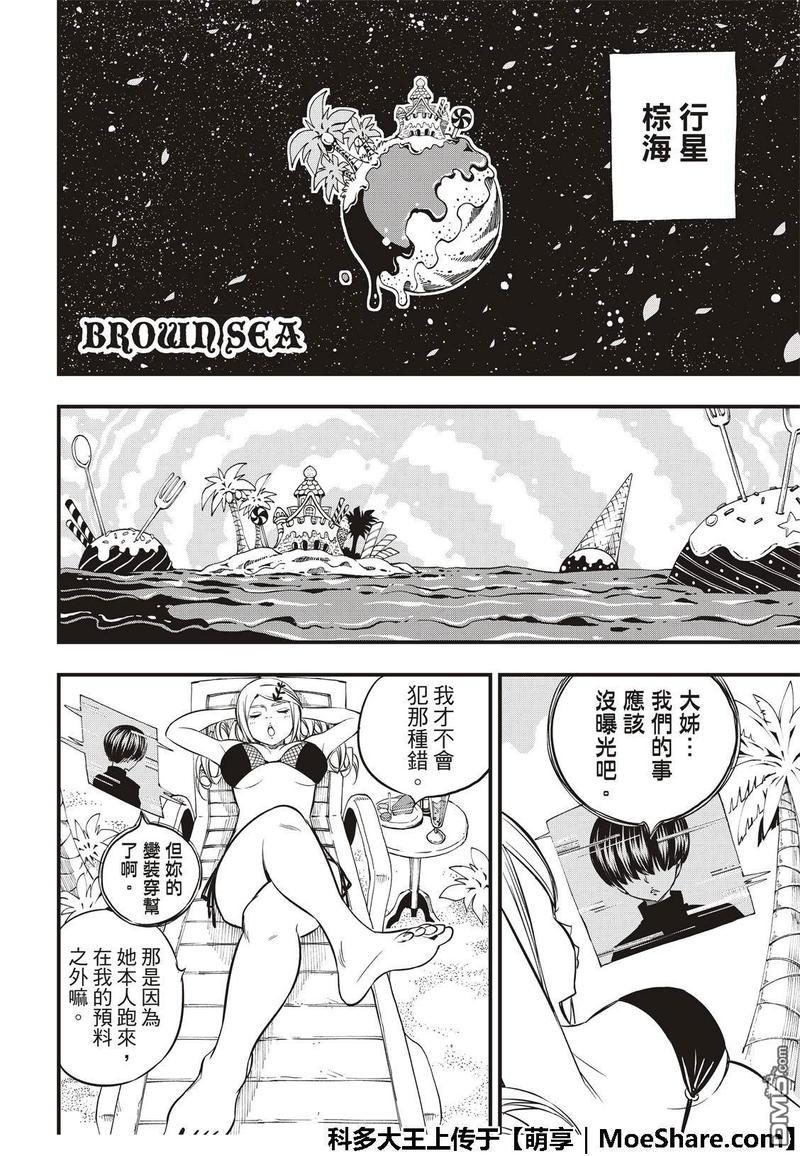 行星
棕海
BROWN SEA
大姊…
我們的事
應該
沒曝光吧。
我才不會
犯那種錯。
但妳的
變裝穿幫
了啊。
那是因為
她本人跑來，
在我的預料
之外嘛。
DM5.com
科多大王上传于【萌享/MoeShare.com】